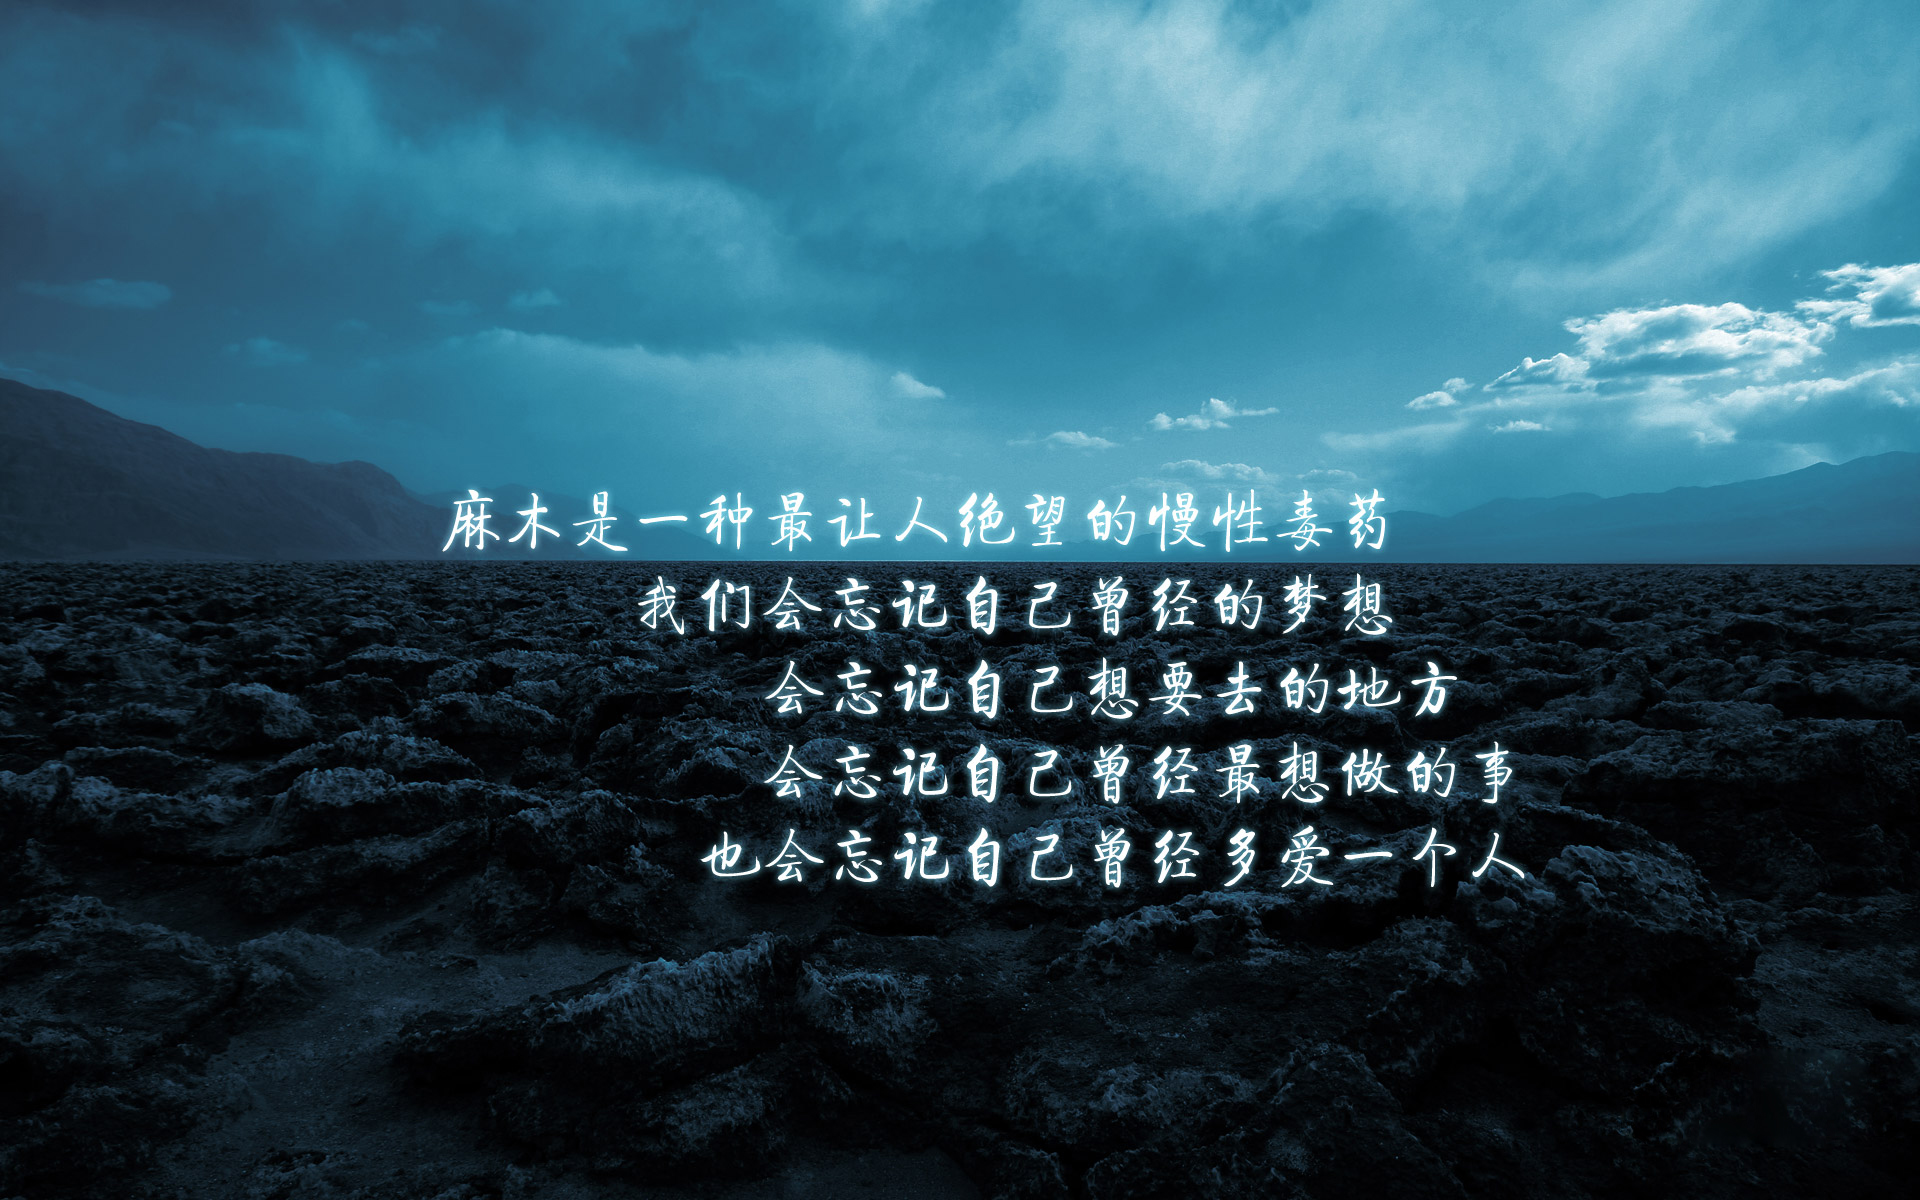 麻木是一种最让人绝望的慢性毒药
我们会忘记自己曾经的梦想
会忘记自己想要去的地方
会忘记自己曾经最想做的事
也会忘记自己曾经多爱一个人